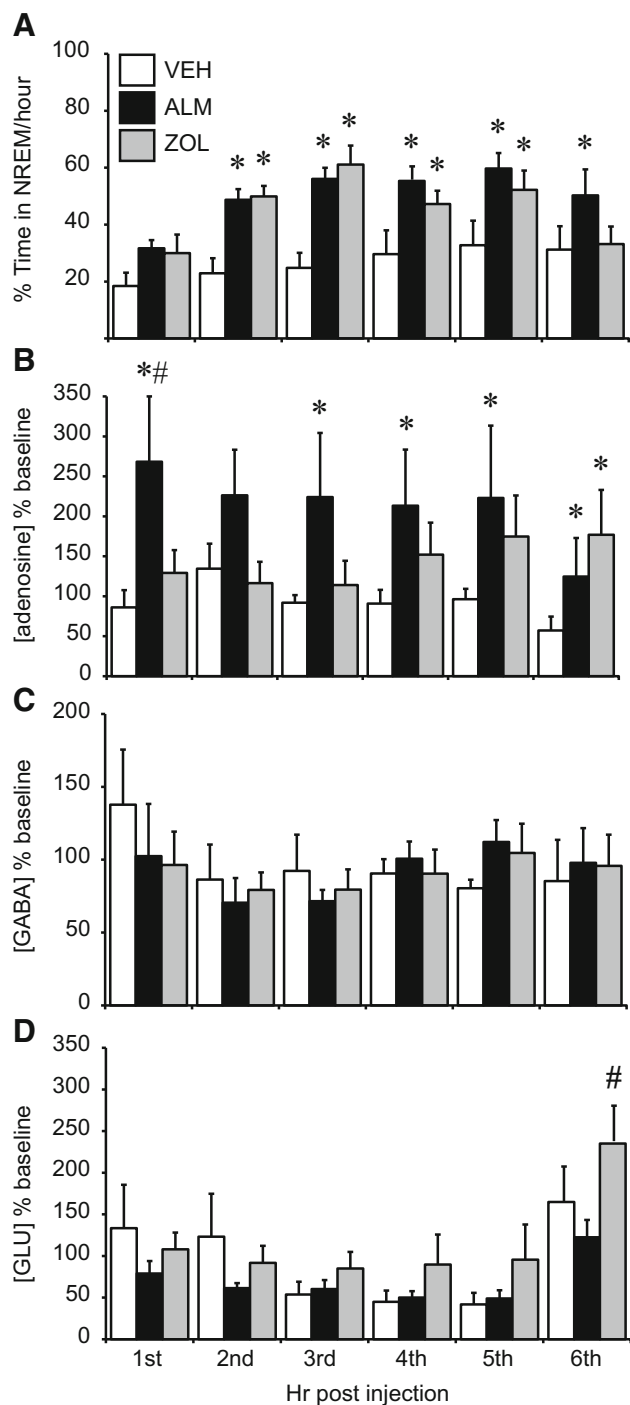 A
% Time in NREM/hour
100
80
60
40
20
VEH
ALM
ZOL
* *
* *
* *
* *
*
B
[adenosine] % baseline
350
300
250
200
150
100
50
0
*#
*
*
*
*
*
C
[GABA] % baseline
200
150
100
50
0
D
[GLU] % baseline
350
300
250
200
150
100
50
0
#
1st 2nd 3rd 4th 5th 6th
Hr post injection